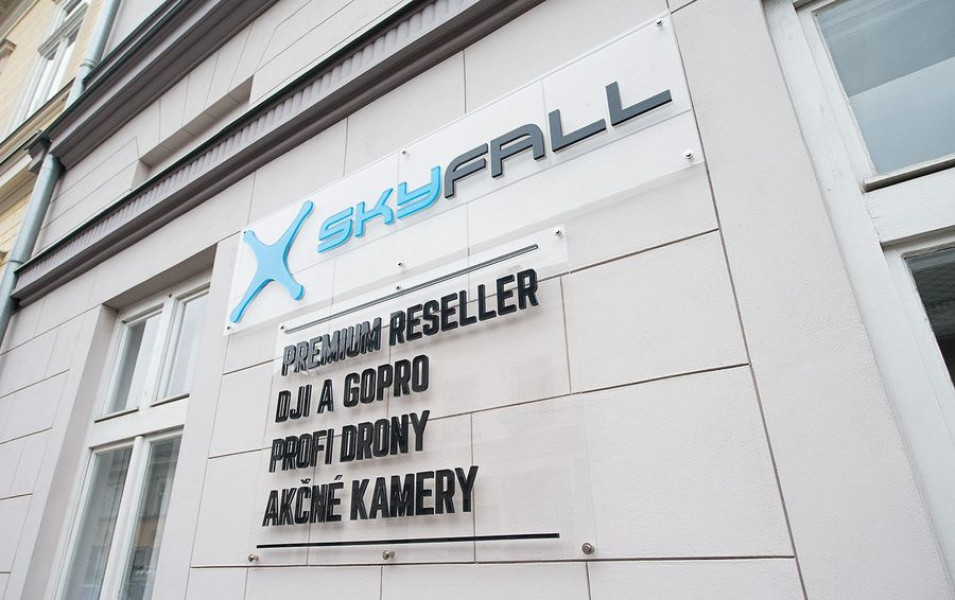 SKYFALL
PREMIUM RESELLER
DJI A GOPRO
PROFI DRONY
AKČNÉ KAMERY